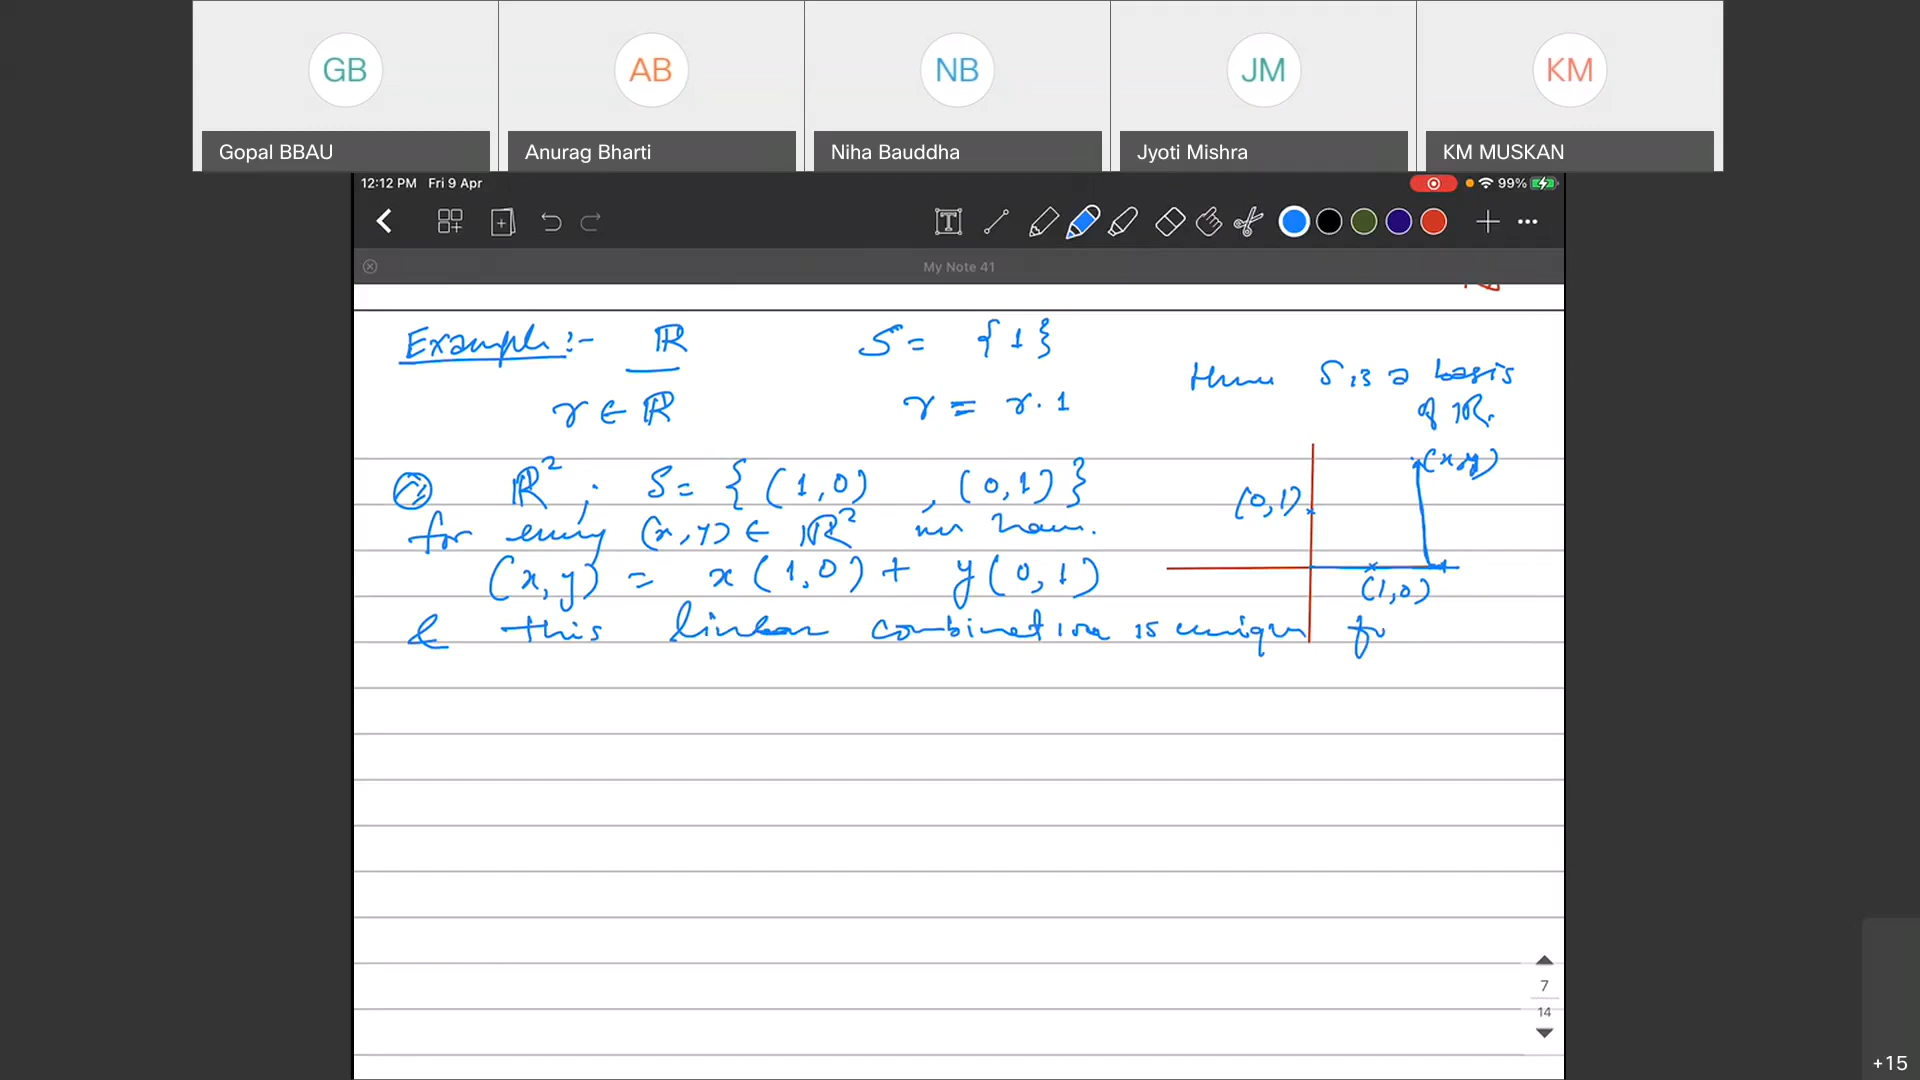 GB AB NB JM KM
Gopal BBAU Anurag Bharti Niha Bauddha Jyoti Mishra KM MUSKAN
12:12 PM Fri 9 Apr 99%
My Note 41
Example:- ℝ S = {1}
r ∈ ℝ r = r.1
S is a basis
of ℝ.
② ℝ²; S = {(1,0), (0,1)}
for every (x,y) ∈ ℝ² we have.
(x,y) = x(1,0) + y(0,1)
& this linear combination is unique fo
(x,y)
(0,1)
(1,0)
7
14
+15